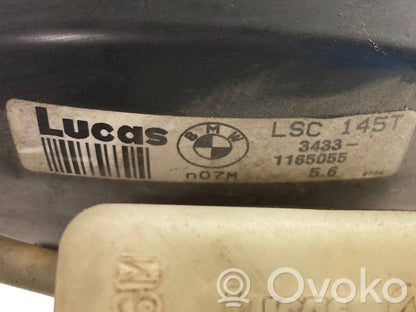 Lucas
BMW
LSC 145T
3433-
1165055
n07M
5.6
Ovoko